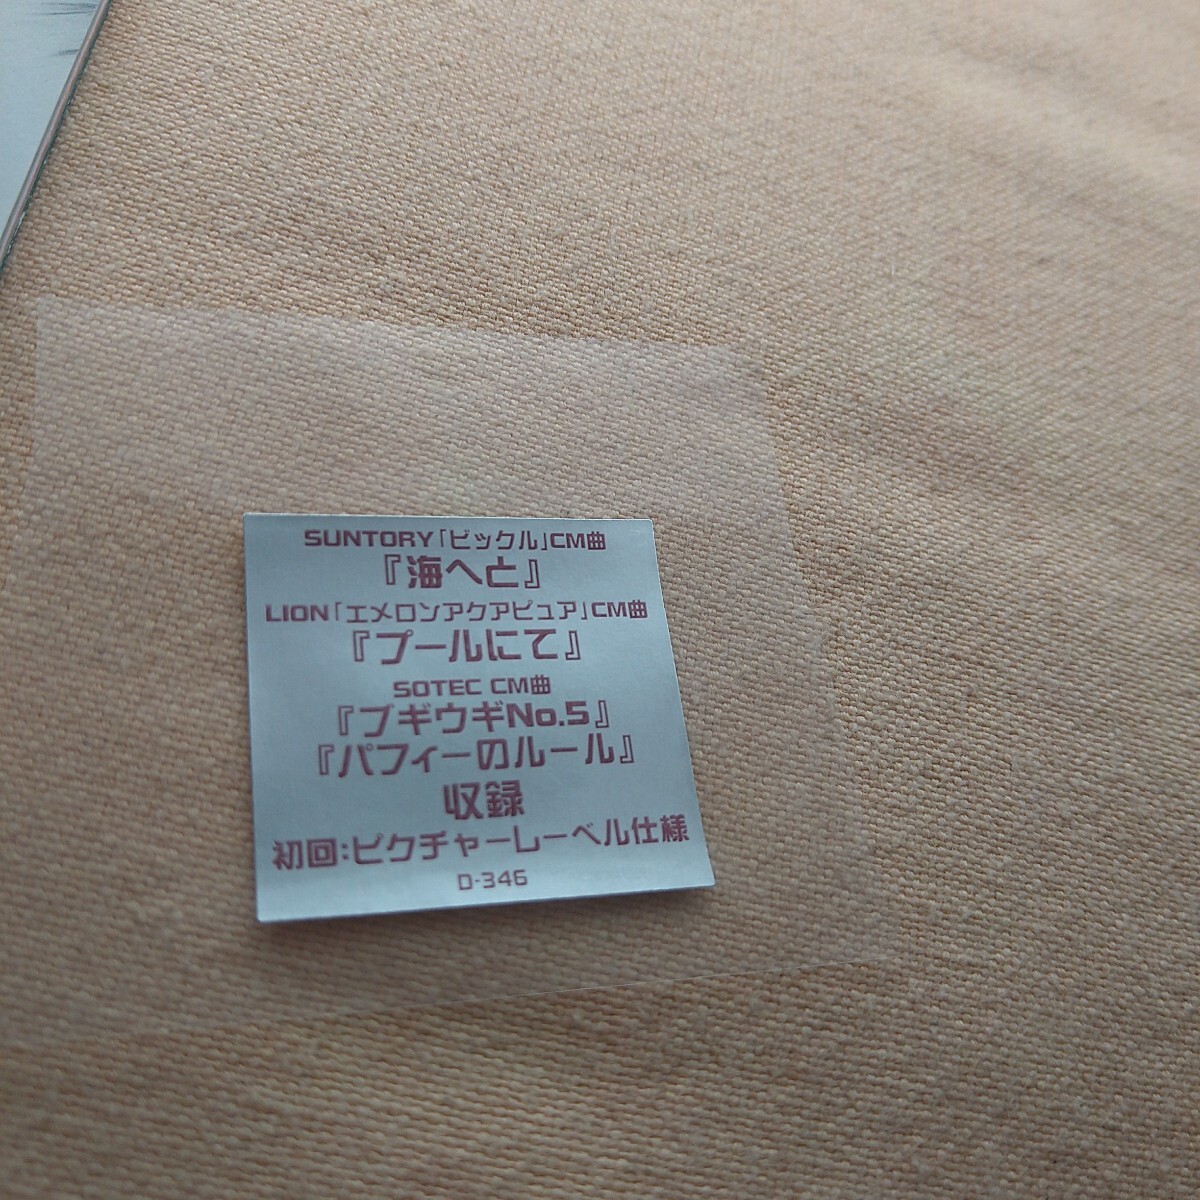 SUNTORY「ビックル」CM曲
『海へと』
LION「エメロンアクアピュア」CM曲
『プールにて』
SOTEC CM曲
『ブギウギNo.5』
『パフィーのルール』
収録
初回:ピクチャーレーベル仕様
D-346